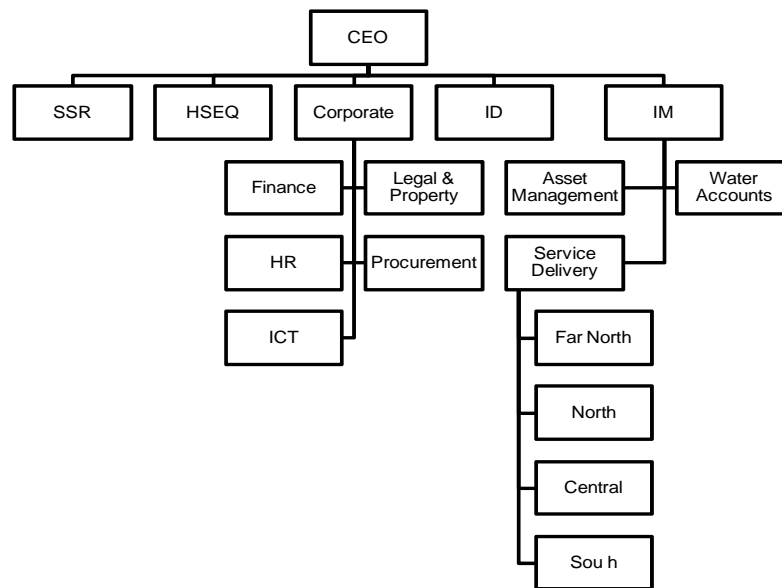 CEO
SSR
HSEQ
Corporate
ID
IM
Finance
Legal &
Property
Asset
Management
Water
Accounts
HR
Procurement
Service
Delivery
ICT
Far North
North
Central
Sou h